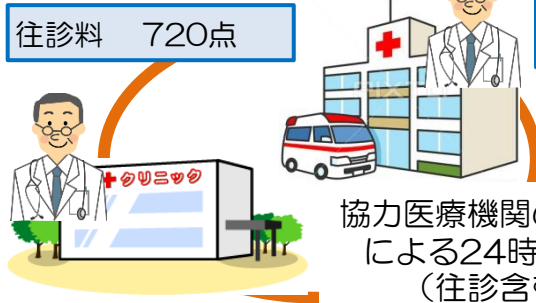 往診料　720点
クリニック
協力医療機関
による24時
（往診含